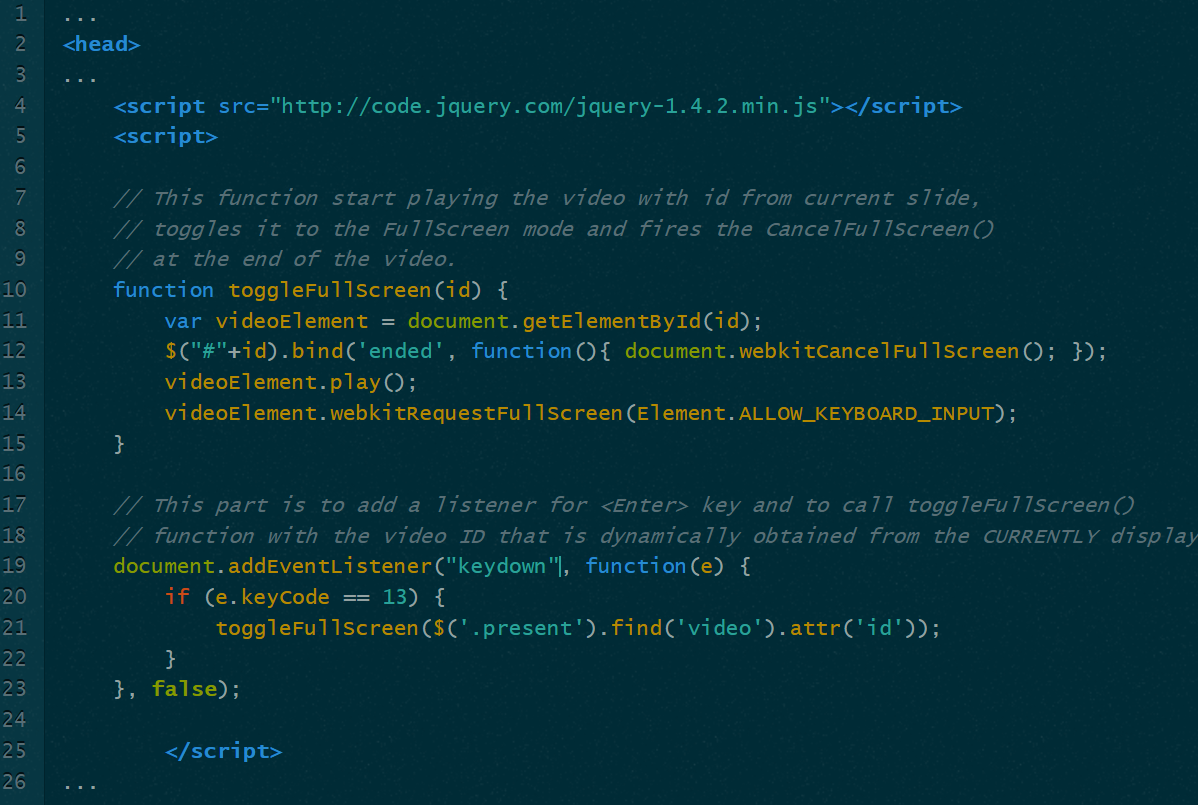 1 ...
2 <head>
3 ...
4 <script src="http://code.jquery.com/jquery-1.4.2.min.js"></script>
5 <script>
6
7 // This function start playing the video with id from current slide,
8 // toggles it to the FullScreen mode and fires the CancelFullScreen()
9 // at the end of the video.
10 function toggleFullScreen(id) {
11 var videoElement = document.getElementById(id);
12 $("#"+id).bind('ended', function(){ document.webkitCancelFullScreen(); });
13 videoElement.play();
14 videoElement.webkitRequestFullScreen(Element.ALLOW_KEYBOARD_INPUT);
15 }
16
17 // This part is to add a listener for <Enter> key and to call toggleFullScreen()
18 // function with the video ID that is dynamically obtained from the CURRENTLY display
19 document.addEventListener("keydown", function(e) {
20 if (e.keyCode == 13) {
21 toggleFullScreen($('.present').find('video').attr('id'));
22 }
23 }, false);
24
25 </script>
26 ...